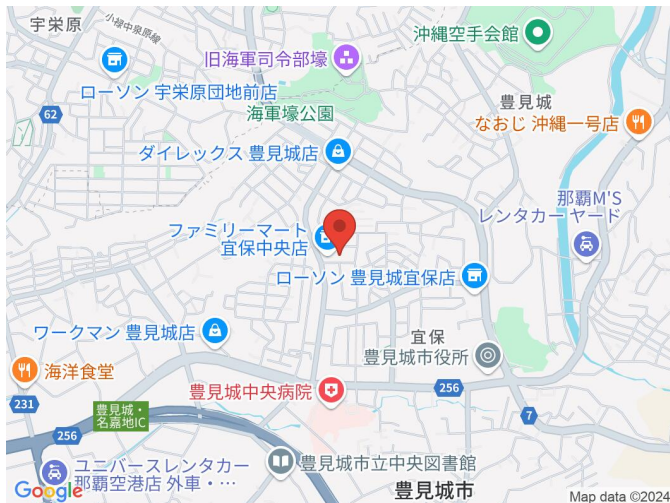 宇栄原
小禄中泉原線
ローソン 宇栄原団地前店
62
旧海軍司令部壕
海軍壕公園
沖縄空手会館
豊見城
なおじ 沖縄一号店
ダイレックス 豊見城店
那覇M'S
レンタカー ヤード
ファミリーマート
宜保中央店
ローソン 豊見城宜保店
ワークマン 豊見城店
宜保
豊見城市役所
海洋食堂
豊見城中央病院
256
231
豊見城・
名嘉地IC
7
256
ユニバースレンタカー
那覇空港店 外車・…
豊見城市立中央図書館
豊見城市
Google
Map data ©2024